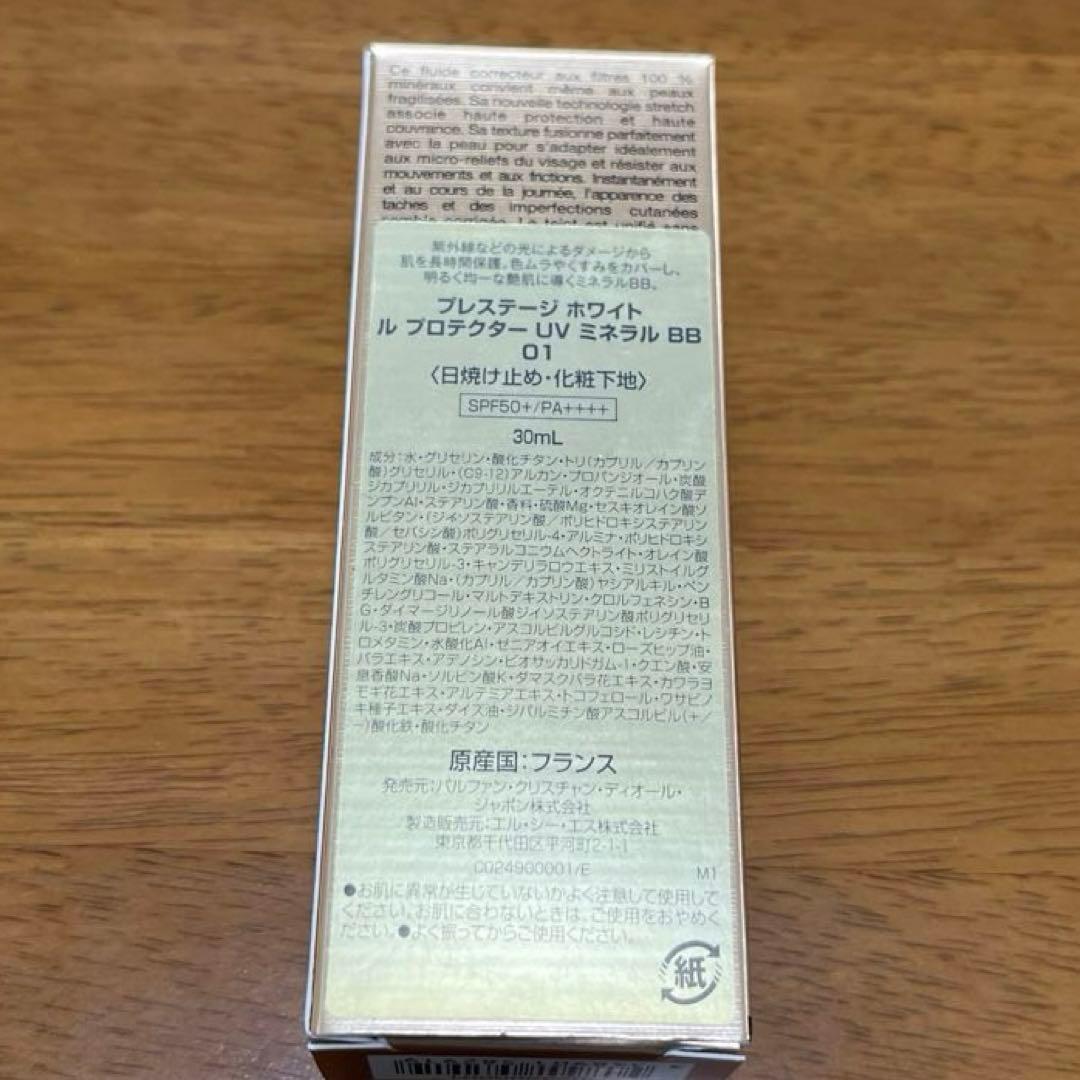 Ce fluide correcteur aux filtres 100 %
minéraux convient même aux peaux
fragilisées. Sa nouvelle technologie stretch
associe haute protection et haute
couvrance. Sa texture fusionne parfaitement
avec la peau pour s'adapter idéalement
aux micro-reliefs du visage et résister aux
mouvements et aux frictions. Instantanément
et au cours de la journée, l'apparence des
taches et des imperfections cutanées
紫外線などの光によるダメージから
肌を長時間保護。色ムラやくすみをカバーし、
明るく均一な艶肌に導くミネラルBB。
プレステージ ホワイト
ル プロテクター UV ミネラル BB
01
〈日焼け止め・化粧下地〉
SPF50+/PA++++
30mL
成分:水・グリセリン・酸化チタン・トリ(カプリル/カプリン
酸)グリセリル・(C9-12)アルカン・プロパンジオール・炭酸
ジカプリリル・ジカプリリルエーテル・オクテニルコハク酸デ
ンプンAl・ステアリン酸・香料・硫酸Mg・セスキオレイン酸ソ
ルビタン・(ジイソステアリン酸/ポリヒドロキシステアリン
酸/セバシン酸)ポリグリセリル-4・アルミナ・ポリヒドロキシ
ステアリン酸・ステアラルコニウムヘクトライト・オレイン酸
ポリグリセリル-3・キャンデリラロウエキス・ミリストイルグ
ルタミン酸Na・(カプリル/カプリン酸)ヤシアルキル・ペン
チレングリコール・マルトデキストリン・クロルフェネシン・B
G・ダイマージリノール酸ジイソステアリン酸ポリグリセリ
ル-3・炭酸プロピレン・アスコルビルグルコシド・レシチン・ト
ロメタミン・水酸化Al・ゼニアオイエキス・ローズヒップ油・
バラエキス・アデノシン・ビオサッカリドガム-1・クエン酸・安
息香酸Na・ソルビン酸K・ダマスクバラ花エキス・カワラヨ
モギ花エキス・アルテミアエキス・トコフェロール・ワサビノ
キ種子エキス・ダイズ油・ジパルミチン酸アスコルビル(+/
-)酸化鉄・酸化チタン
原産国:フランス
発売元:パルファン・クリスチャン・ディオール・
ジャポン株式会社
製造販売元:エル・シー・エス株式会社
東京都千代田区平河町2-1-1
C024900001/E M1
●お肌に異常が生じていないかよく注意して使用して
ください。お肌に合わないときは、ご使用をおやめく
ださい。●よく振ってからご使用ください。
紙